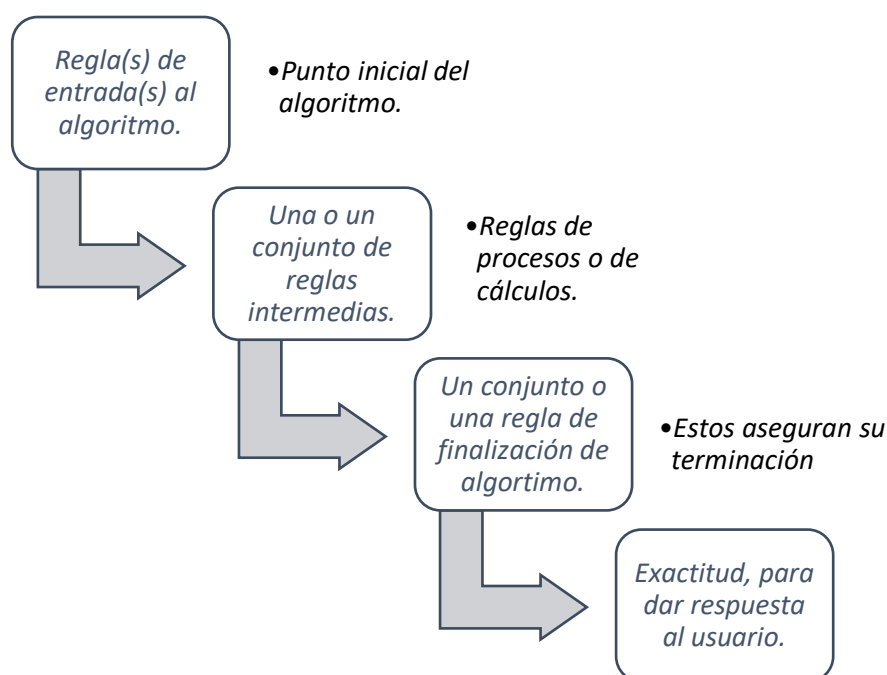 Regla(s) de
entrada(s) al
algoritmo.
•Punto inicial del
algoritmo.
Una o un
conjunto de
reglas
intermedias.
•Reglas de
procesos o de
cálculos.
Un conjunto o
una regla de
finalización de
algortimo.
•Estos aseguran su
terminación
Exactitud, para
dar respuesta
al usuario.